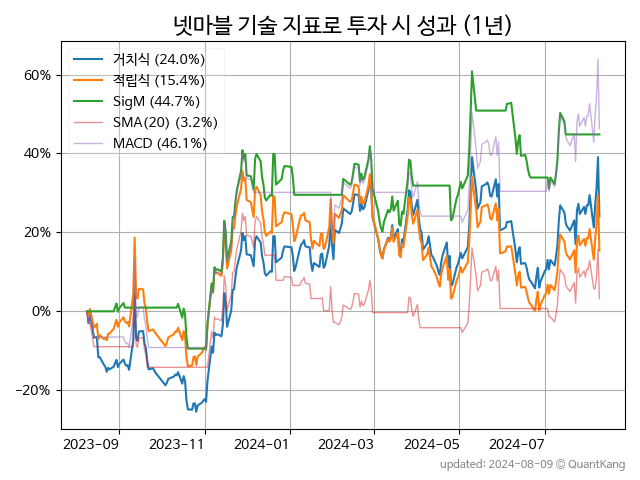 넷마블 기술 지표로 투자 시 성과 (1년)
거치식 (24.0%)
적립식 (15.4%)
SigM (44.7%)
SMA(20) (3.2%)
MACD (46.1%)
60%
40%
20%
0%
−20%
2023-09 2023-11 2024-01 2024-03 2024-05 2024-07
updated: 2024-08-09 ⓒ QuantKang